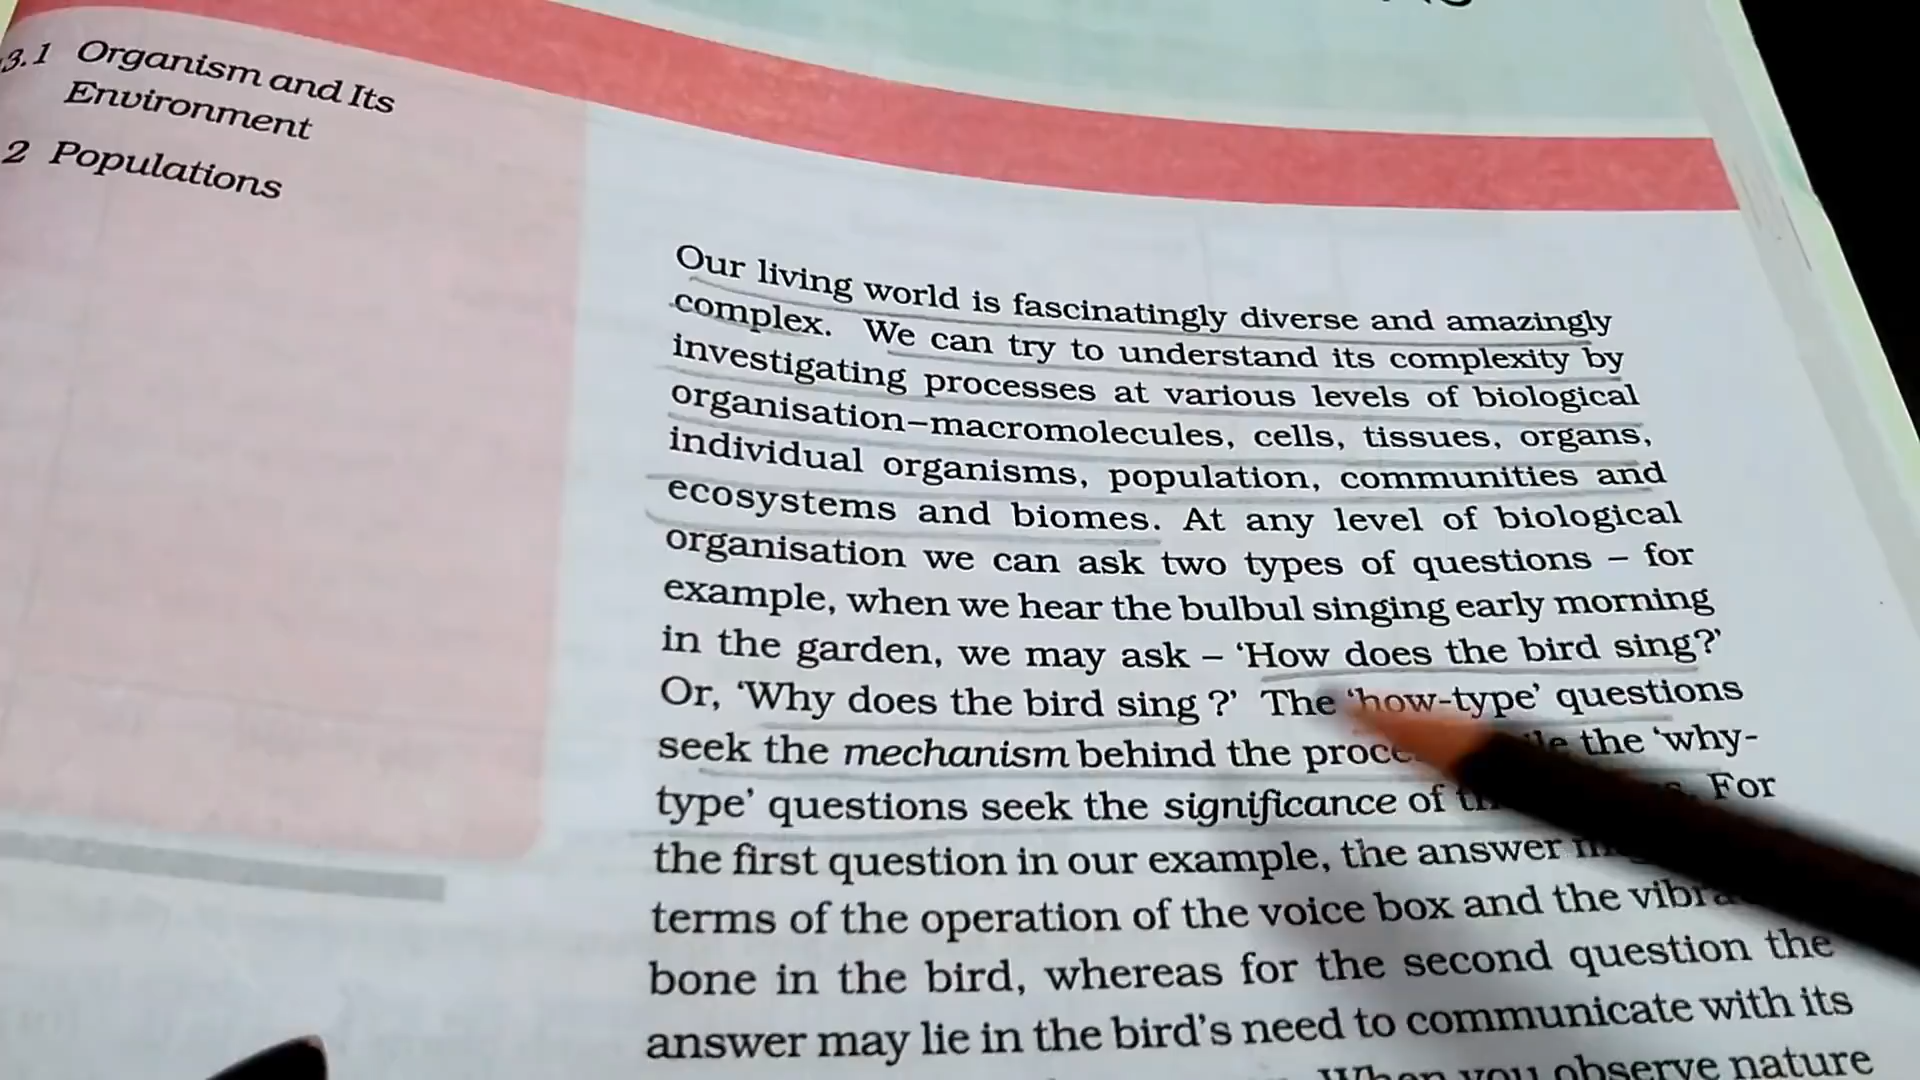 3.1 Organism and Its
Environment
2 Populations
Our living world is fascinatingly diverse and amazingly
complex. We can try to understand its complexity by
investigating processes at various levels of biological
organisation–macromolecules, cells, tissues, organs,
individual organisms, population, communities and
ecosystems and biomes. At any level of biological
organisation we can ask two types of questions – for
example, when we hear the bulbul singing early morning
in the garden, we may ask – ‘How does the bird sing?’
Or, ‘Why does the bird sing ?’ The ‘how-type’ questions
seek the mechanism behind the the ‘why-
type’ questions seek the significance of For
the first question in our example, the answer
terms of the operation of the voice box and the
bone in the bird, whereas for the second question the
answer may lie in the bird’s need to communicate with its
When you observe nature